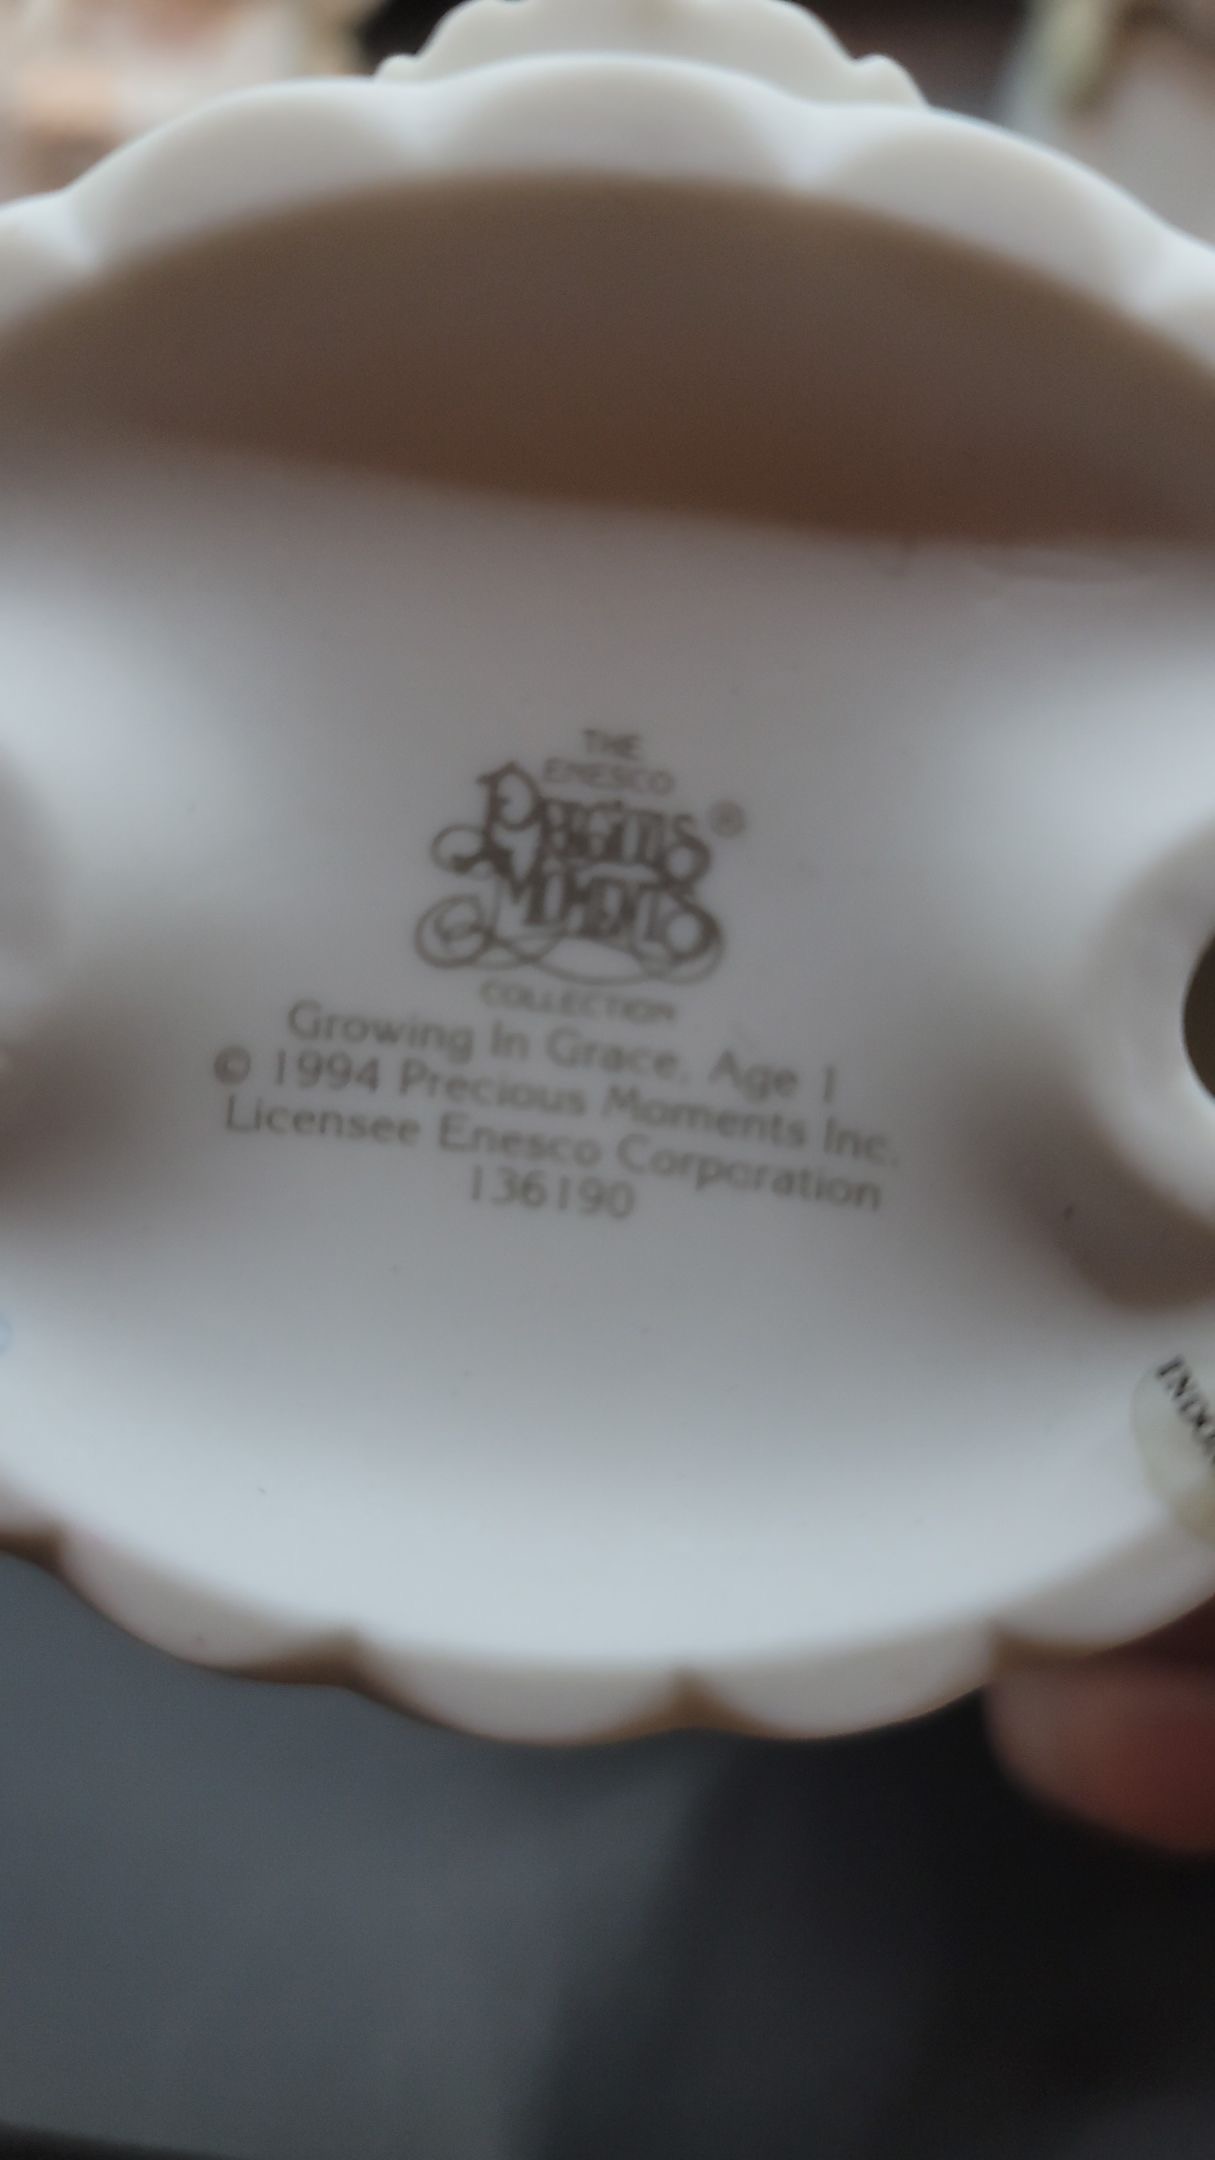 THE
ENESCO
PRECIOUS ®
MOMENTS
COLLECTION
Growing In Grace, Age 1
© 1994 Precious Moments Inc.
Licensee Enesco Corporation
136190